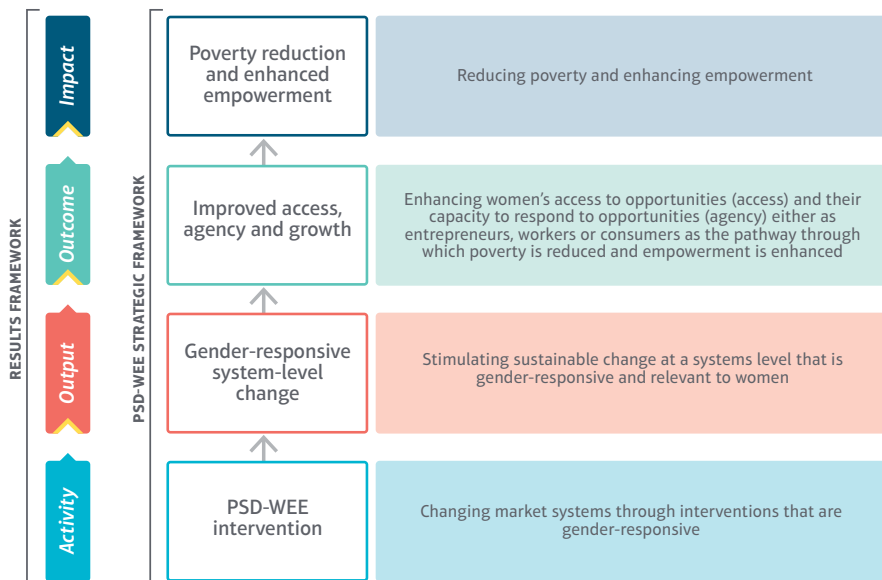 RESULTS FRAMEWORK
PSD-WEE STRATEGIC FRAMEWORK
Impact
Poverty reduction
and enhanced
empowerment
Reducing poverty and enhancing empowerment
Outcome
Improved access,
agency and growth
Enhancing women’s access to opportunities (access) and their
capacity to respond to opportunities (agency) either as
entrepreneurs, workers or consumers as the pathway through
which poverty is reduced and empowerment is enhanced
Output
Gender-responsive
system-level
change
Stimulating sustainable change at a systems level that is
gender-responsive and relevant to women
Activity
PSD-WEE
intervention
Changing market systems through interventions that are
gender-responsive